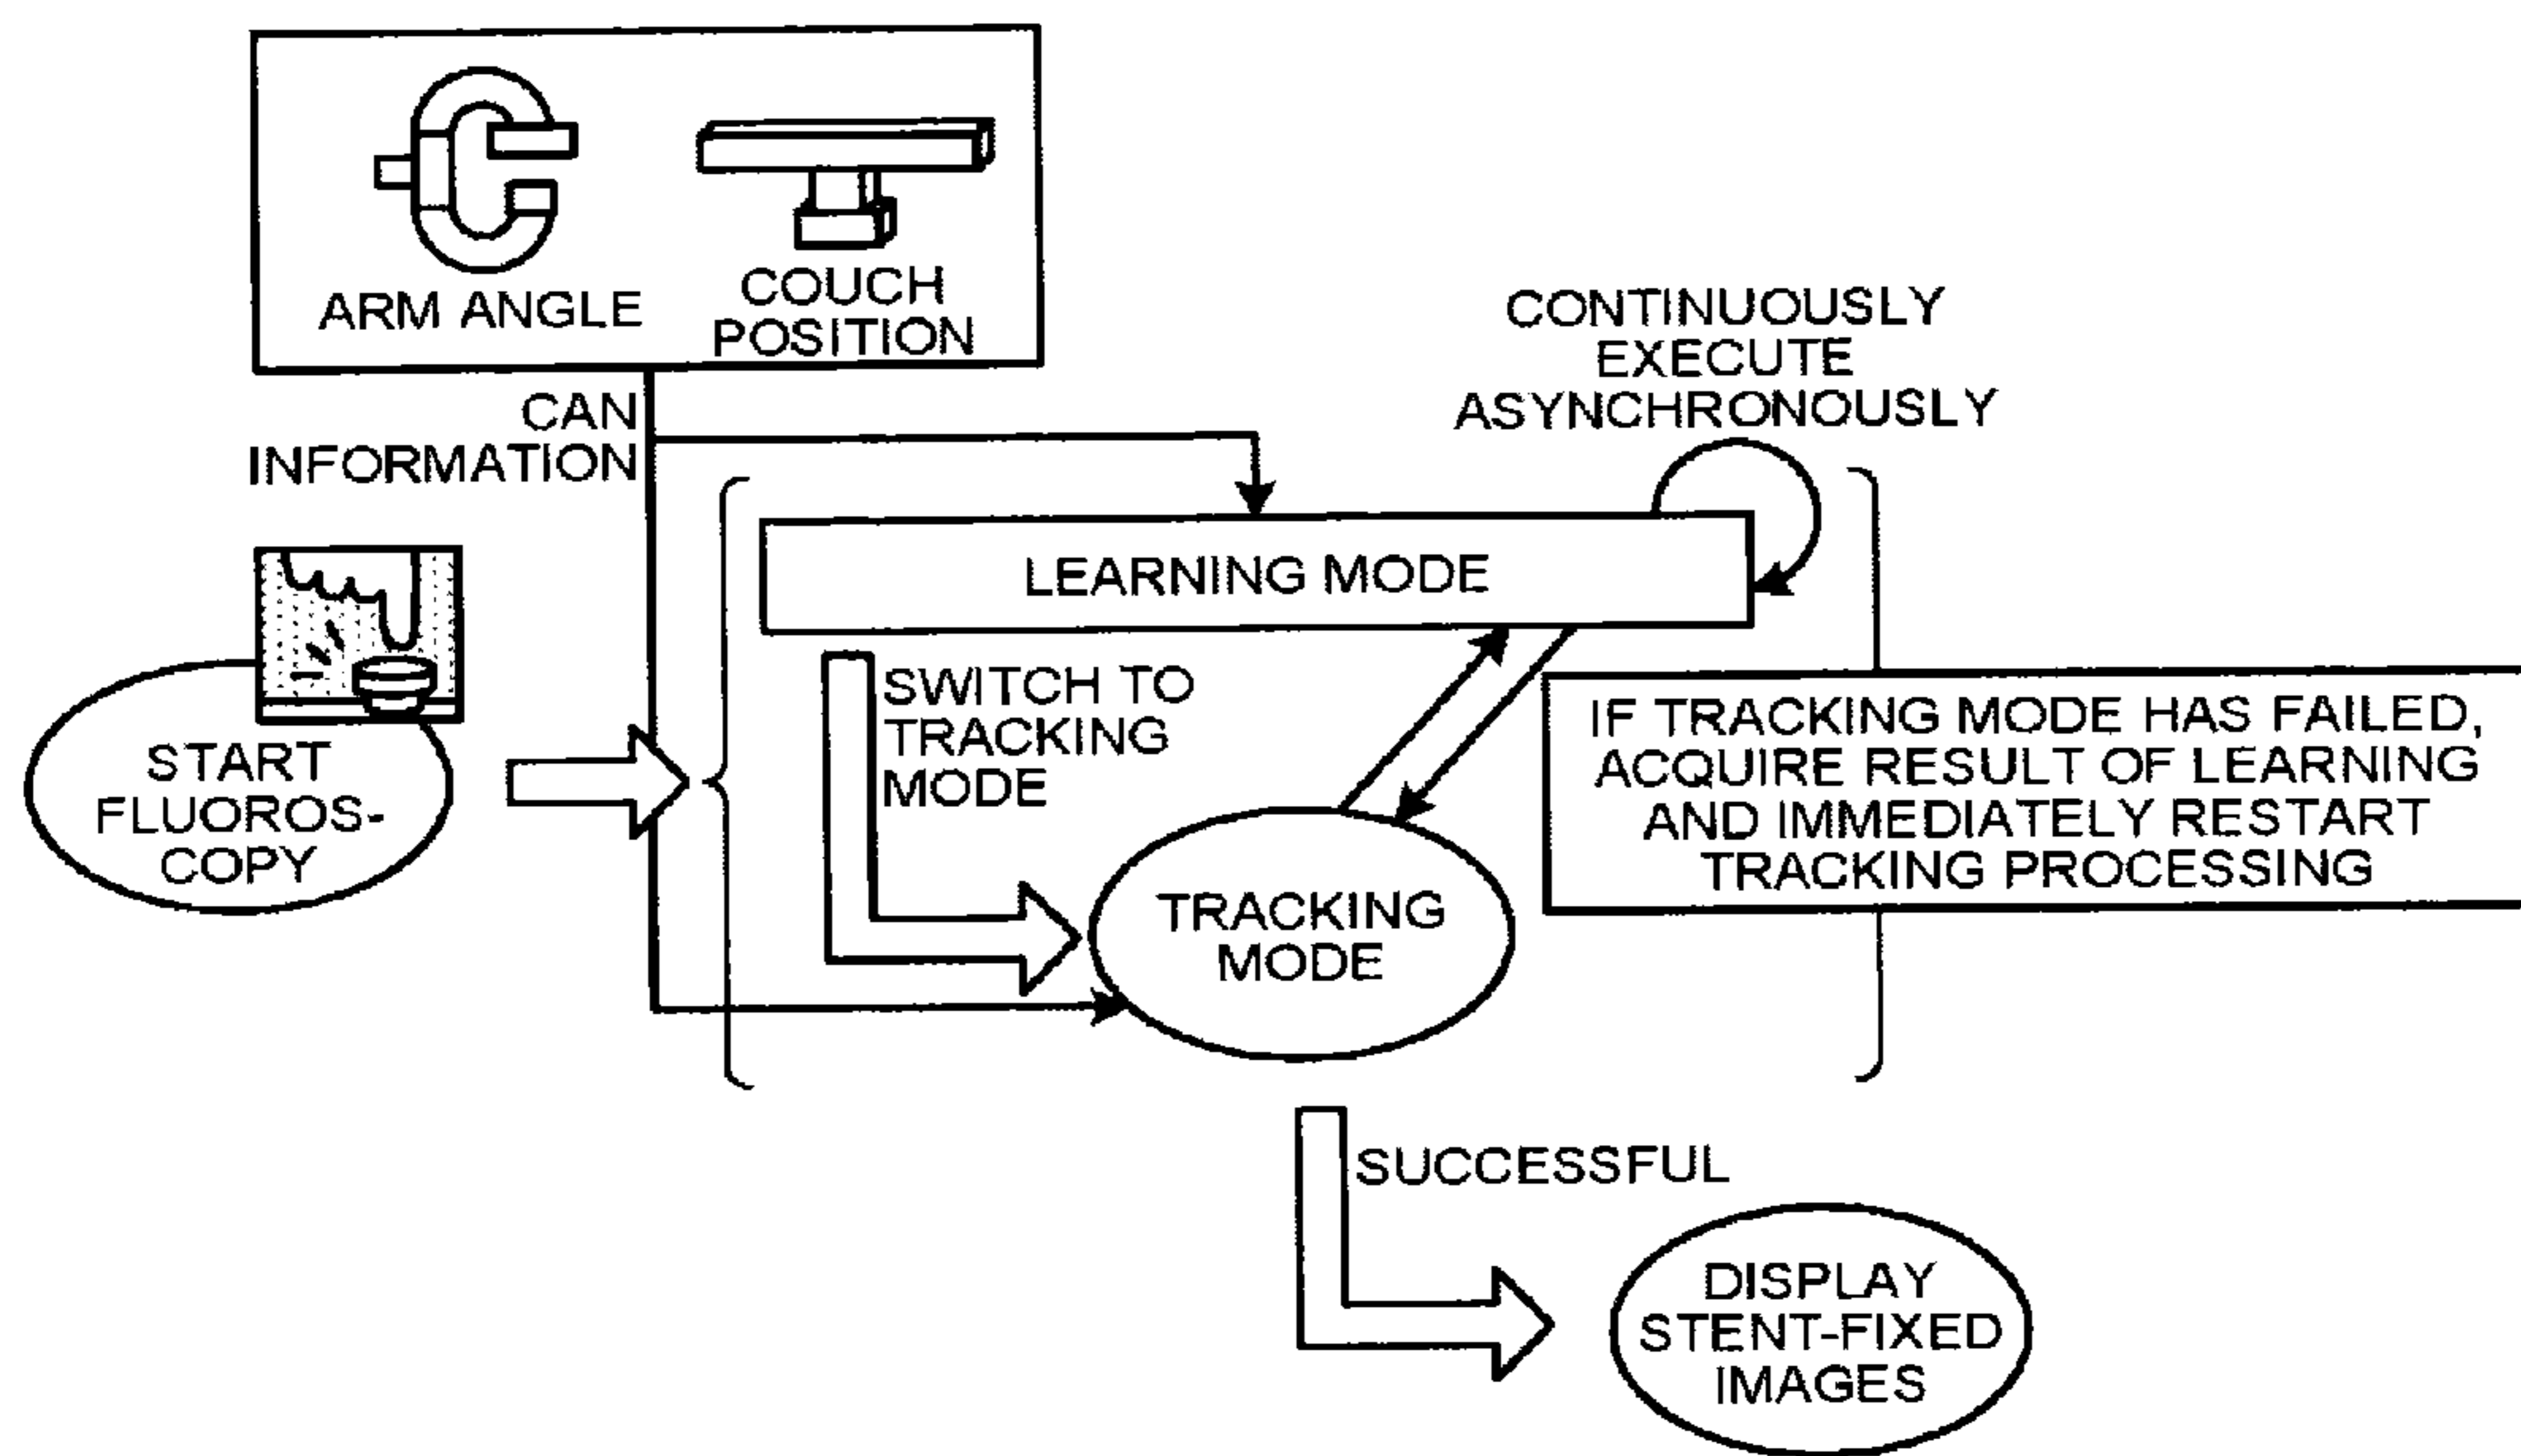 ARM ANGLE
COUCH
POSITION
CAN
INFORMATION
CONTINUOUSLY
EXECUTE
ASYNCHRONOUSLY
LEARNING MODE
START
FLUOROS-
COPY
SWITCH TO
TRACKING
MODE
IF TRACKING MODE HAS FAILED,
ACQUIRE RESULT OF LEARNING
AND IMMEDIATELY RESTART
TRACKING PROCESSING
TRACKING
MODE
SUCCESSFUL
DISPLAY
STENT-FIXED
IMAGES